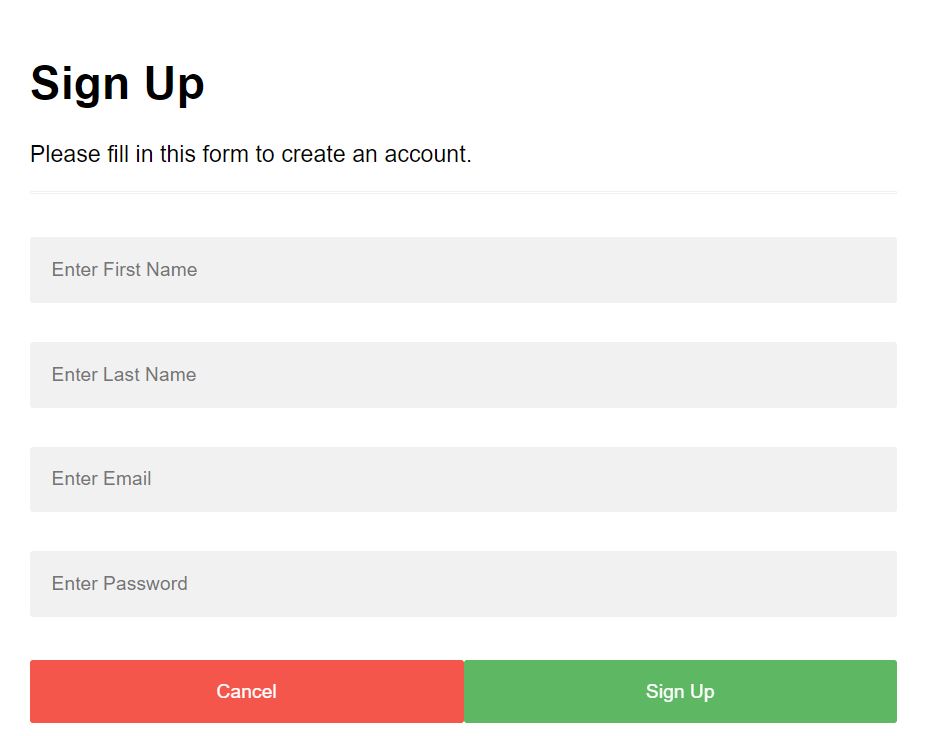 Sign Up
Please fill in this form to create an account.
Enter First Name
Enter Last Name
Enter Email
Enter Password
Cancel Sign Up